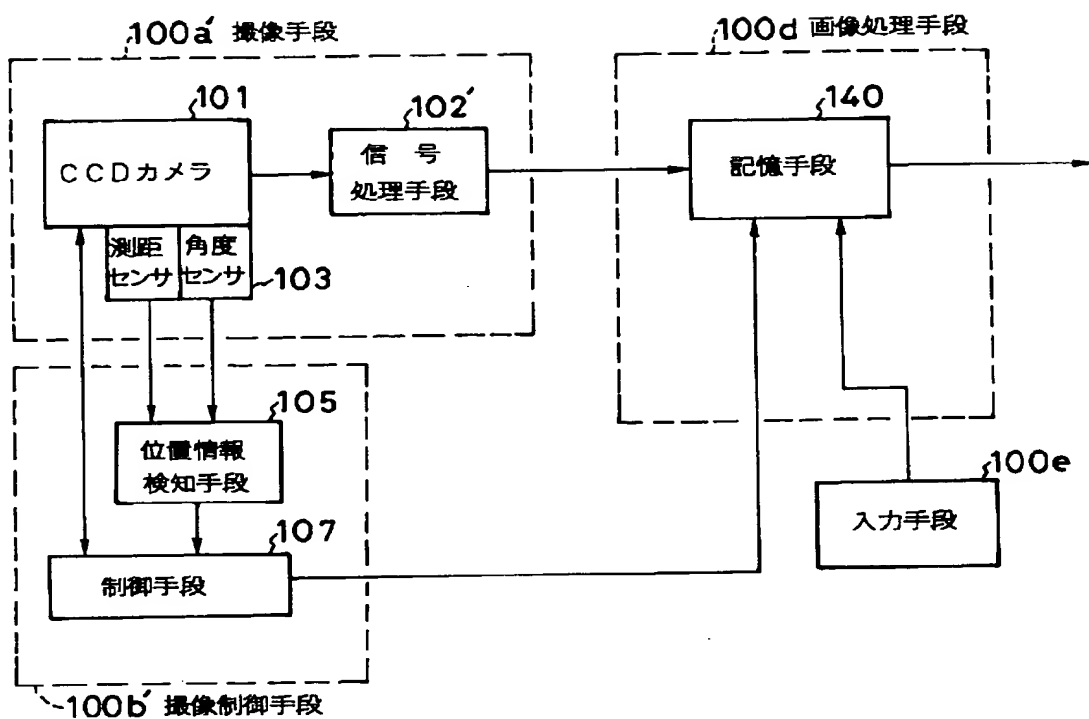 100a′ 撮像手段
100d 画像処理手段
101
CCDカメラ
102′
信 号
処理手段
140
記憶手段
測距
センサ
角度
センサ
103
105
位置情報
検知手段
107
制御手段
100e
入力手段
100b′ 撮像制御手段